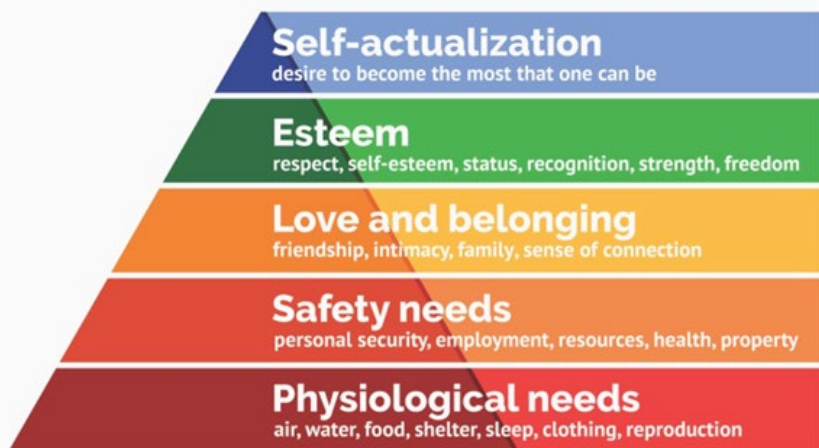 Self-actualization
desire to become the most that one can be
Esteem
respect, self-esteem, status, recognition, strength, freedom
Love and belonging
friendship, intimacy, family, sense of connection
Safety needs
personal security, employment, resources, health, property
Physiological needs
air, water, food, shelter, sleep, clothing, reproduction